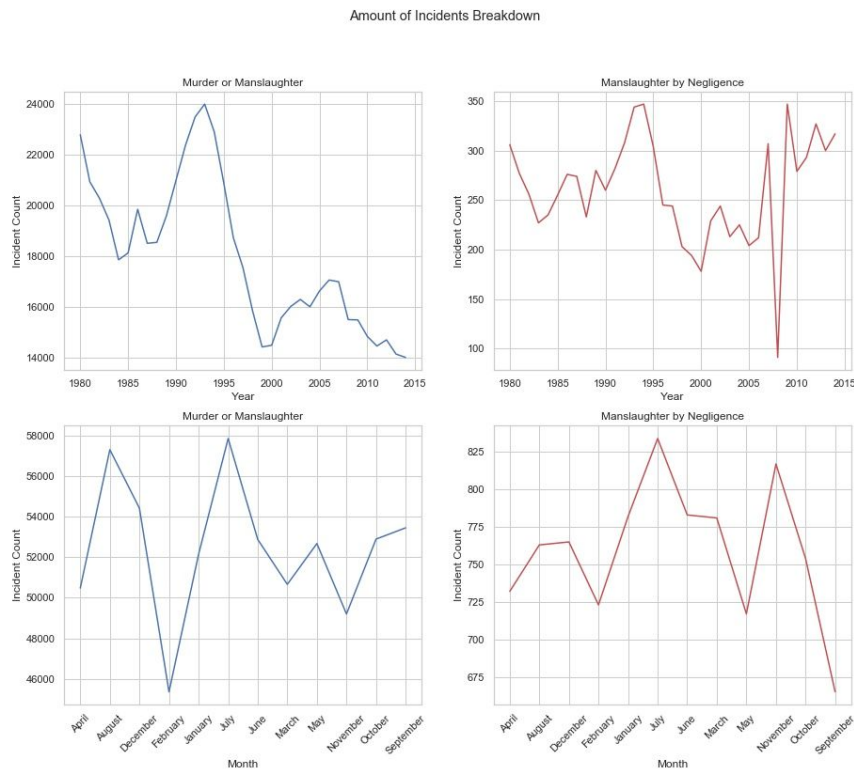 Amount of Incidents Breakdown
Murder or Manslaughter
Incident Count
24000
22000
20000
18000
16000
14000
1980 1985 1990 1995 2000 2005 2010 2015
Year
Manslaughter by Negligence
Incident Count
350
300
250
200
150
100
1980 1985 1990 1995 2000 2005 2010 2015
Year
Murder or Manslaughter
Incident Count
58000
56000
54000
52000
50000
48000
46000
April August December February January July June March May November October September
Month
Manslaughter by Negligence
Incident Count
825
800
775
750
725
700
675
April August December February January July June March May November October September
Month